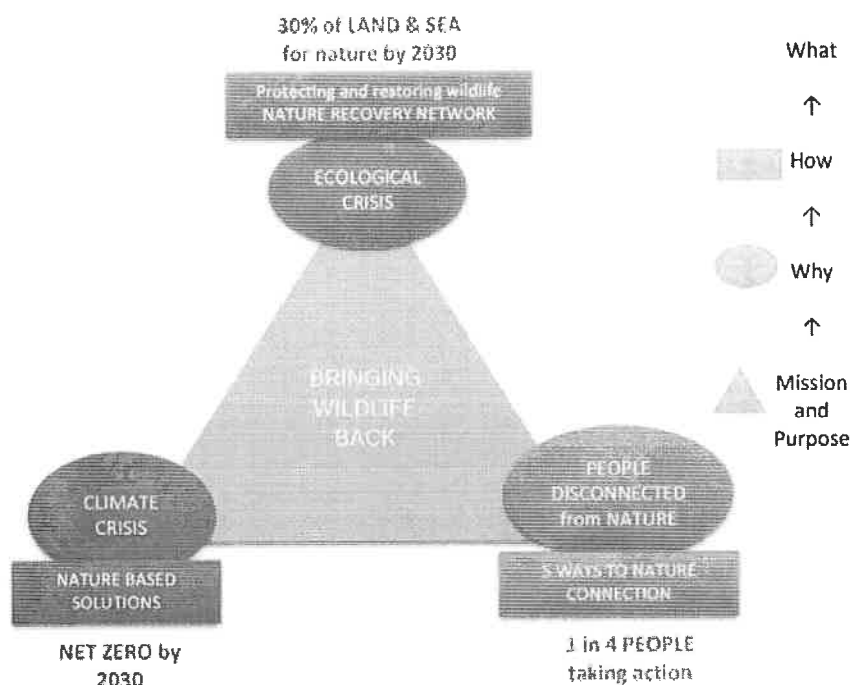 30% of LAND & SEA
for nature by 2030
Protecting and restoring wildlife
NATURE RECOVERY NETWORK
ECOLOGICAL
CRISIS
BRINGING
WILDLIFE
BACK
CLIMATE
CRISIS
NATURE BASED
SOLUTIONS
NET ZERO by
2030
PEOPLE
DISCONNECTED
from NATURE
5 WAYS TO NATURE
CONNECTION
1 in 4 PEOPLE
taking action
What
↑
How
↑
Why
↑
Mission
and
Purpose